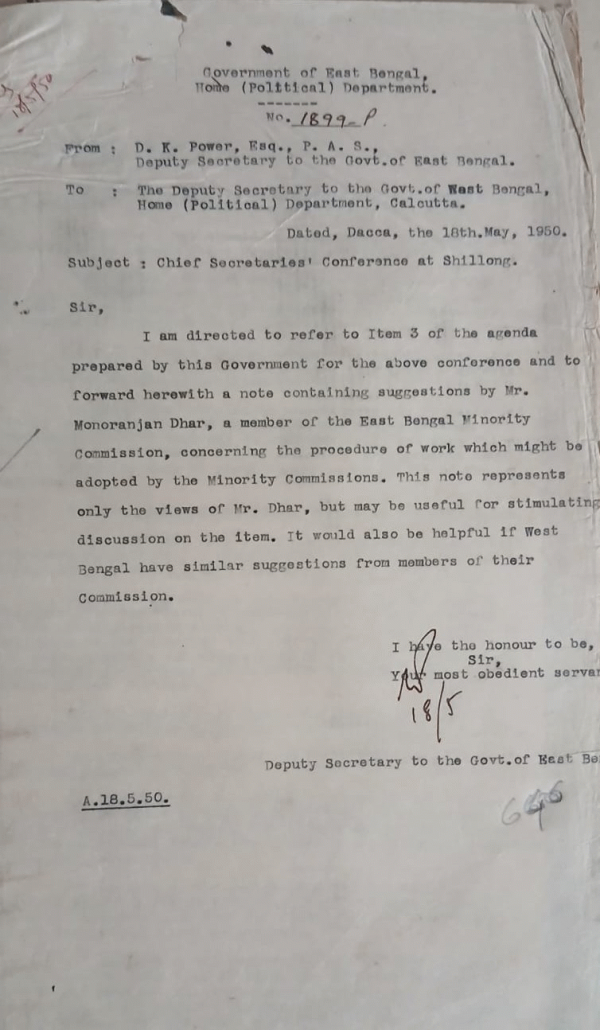 18/5/50
Government of East Bengal,
Home (Political) Department.
-------
No. 1899-P
From : D. K. Power, Esq., P. A. S.,
Deputy Secretary to the Govt.of East Bengal.
To : The Deputy Secretary to the Govt.of West Bengal,
Home (Political) Department, Calcutta.
Dated, Dacca, the 18th.May, 1950.
Subject : Chief Secretaries' Conference at Shillong.
Sir,
I am directed to refer to Item 3 of the agenda
prepared by this Government for the above conference and to
forward herewith a note containing suggestions by Mr.
Monoranjan Dhar, a member of the East Bengal Minority
Commission, concerning the procedure of work which might be
adopted by the Minority Commissions. This note represents
only the views of Mr. Dhar, but may be useful for stimulating
discussion on the item. It would also be helpful if West
Bengal have similar suggestions from members of their
Commission.
I have the honour to be,
Sir,
Your most obedient serva
18/5
Deputy Secretary to the Govt.of East Be
A.18.5.50.